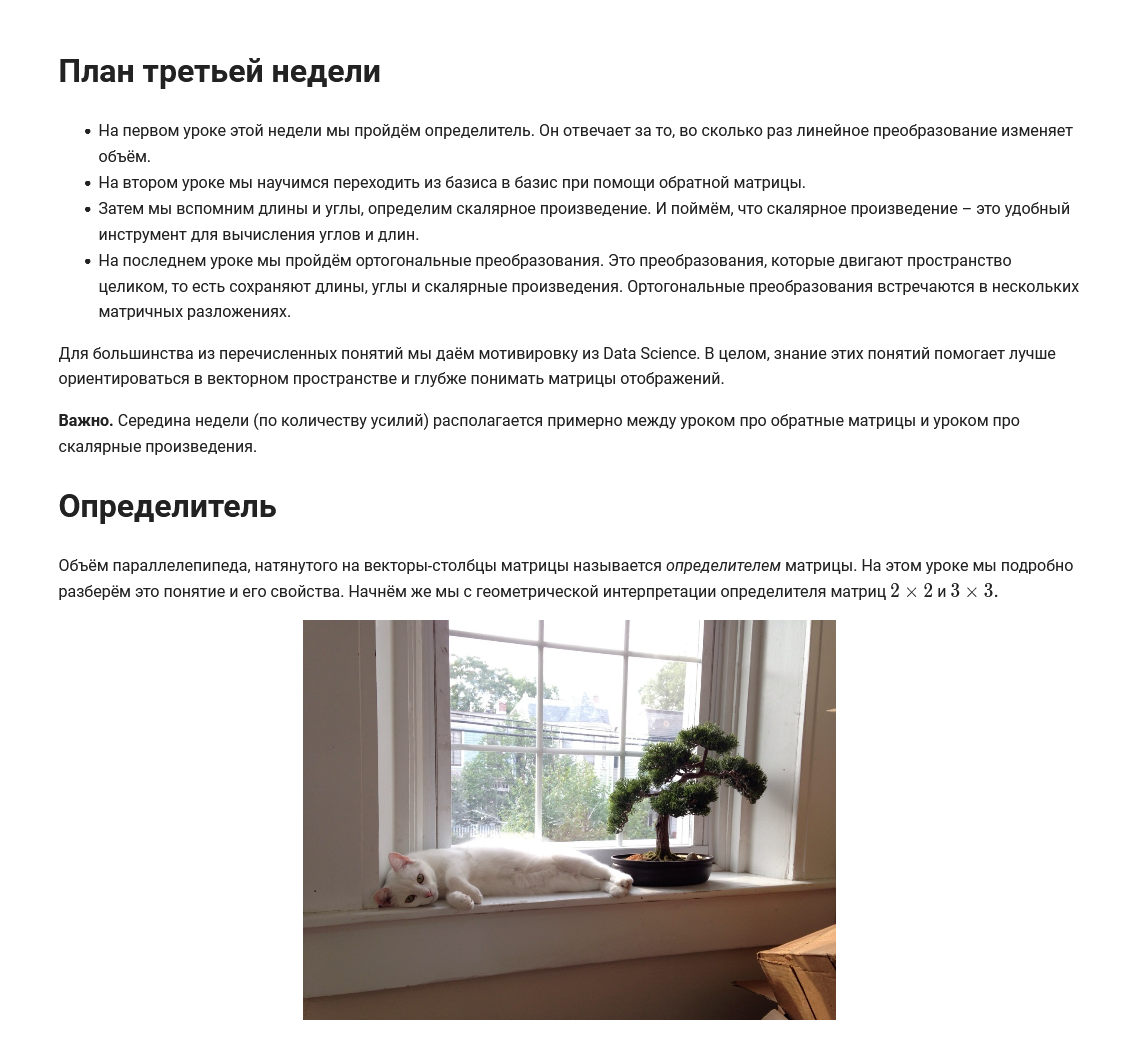 План третьей недели
• На первом уроке этой недели мы пройдём определитель. Он отвечает за то, во сколько раз линейное преобразование изменяет
объём.
• На втором уроке мы научимся переходить из базиса в базис при помощи обратной матрицы.
• Затем мы вспомним длины и углы, определим скалярное произведение. И поймём, что скалярное произведение – это удобный
инструмент для вычисления углов и длин.
• На последнем уроке мы пройдём ортогональные преобразования. Это преобразования, которые двигают пространство
целиком, то есть сохраняют длины, углы и скалярные произведения. Ортогональные преобразования встречаются в нескольких
матричных разложениях.
Для большинства из перечисленных понятий мы даём мотивировку из Data Science. В целом, знание этих понятий помогает лучше
ориентироваться в векторном пространстве и глубже понимать матрицы отображений.
Важно. Середина недели (по количеству усилий) располагается примерно между уроком про обратные матрицы и уроком про
скалярные произведения.
Определитель
Объём параллелепипеда, натянутого на векторы-столбцы матрицы называется определителем матрицы. На этом уроке мы подробно
разберём это понятие и его свойства. Начнём же мы с геометрической интерпретации определителя матриц 2 × 2 и 3 × 3.